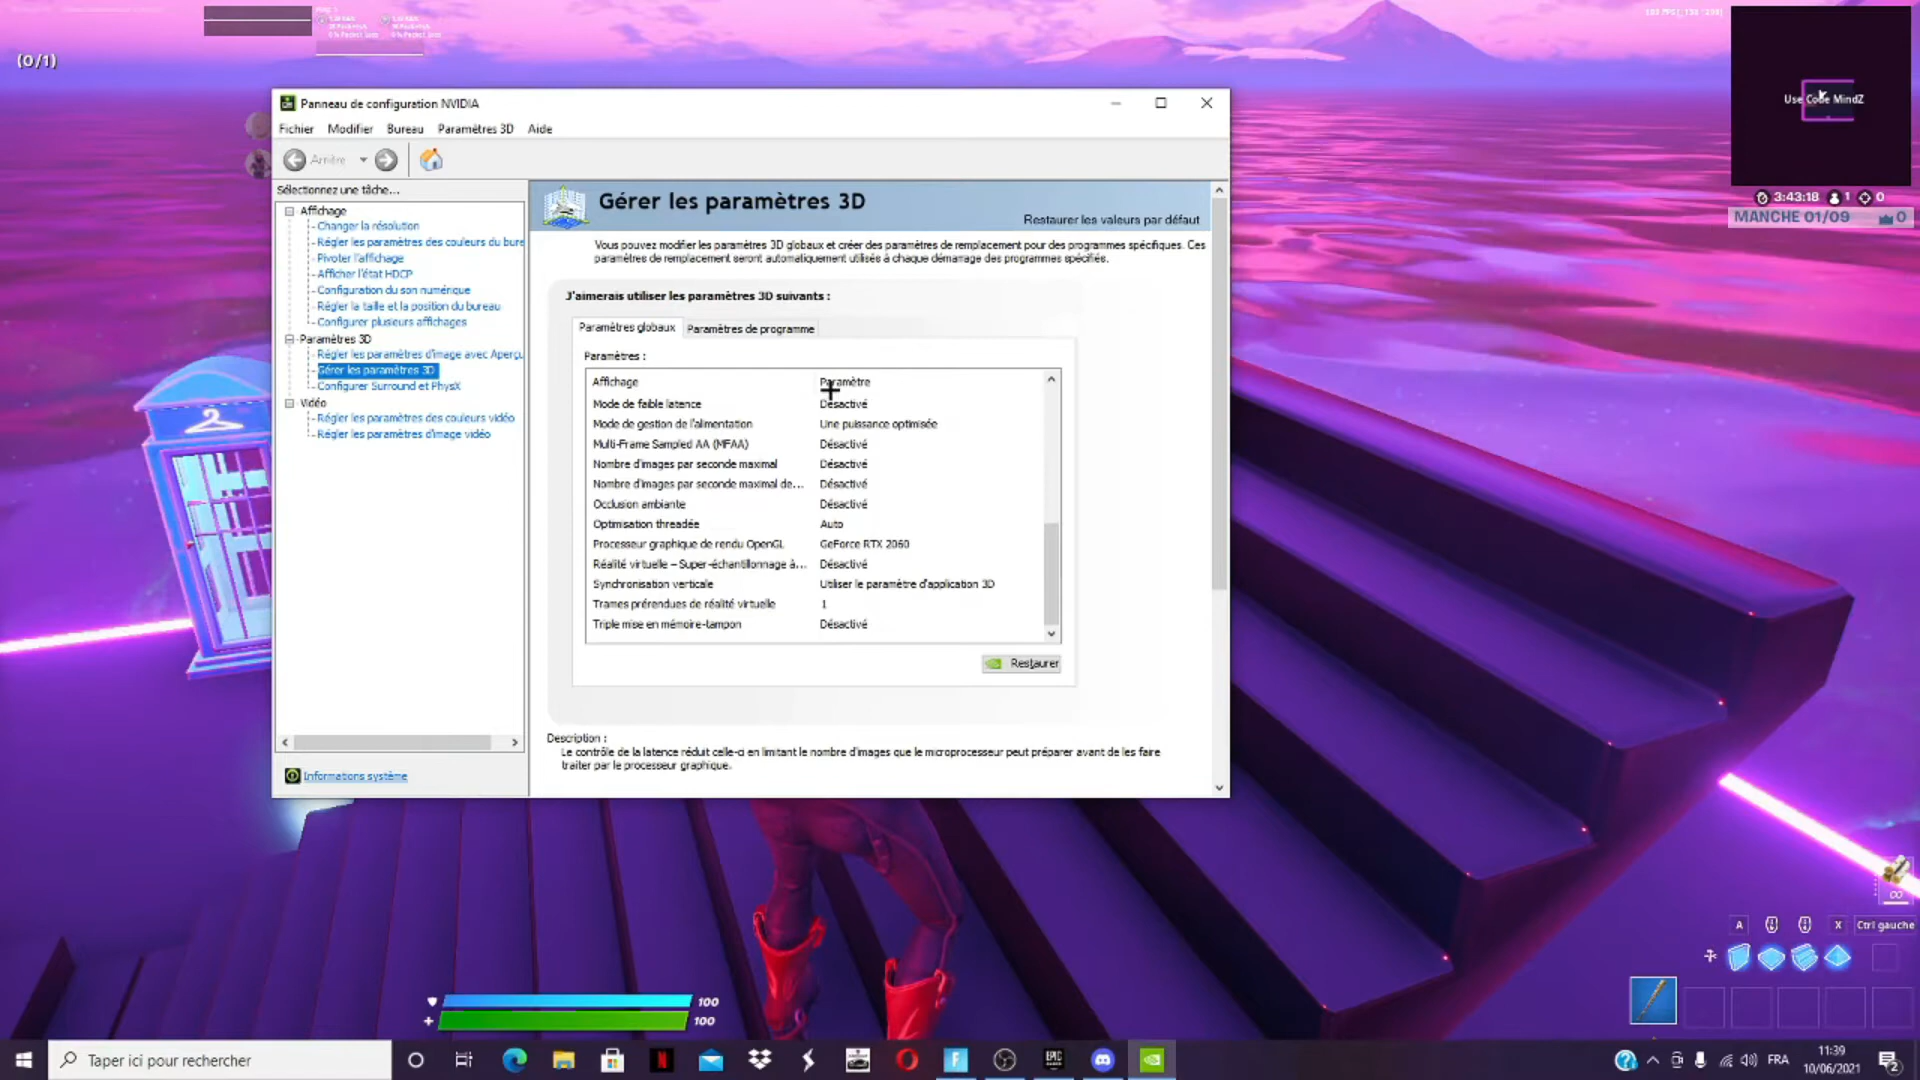 (0/1)
Use Code MindZ
3:43:18 1 0
MANCHE 01/09 0
Panneau de configuration NVIDIA
Fichier Modifier Bureau Paramètres 3D Aide
Arrière
Sélectionnez une tâche...
Affichage
Changer la résolution
Régler les paramètres des couleurs du bure
Pivoter l'affichage
Afficher l'état HDCP
Configuration du son numérique
Régler la taille et la position du bureau
Configurer plusieurs affichages
Paramètres 3D
Régler les paramètres d'image avec Aperçu
Gérer les paramètres 3D
Configurer Surround et PhysX
Vidéo
Régler les paramètres des couleurs vidéo
Régler les paramètres d'image vidéo
Informations système
Gérer les paramètres 3D
Restaurer les valeurs par défaut
Vous pouvez modifier les paramètres 3D globaux et créer des paramètres de remplacement pour des programmes spécifiques. Ces
paramètres de remplacement seront automatiquement utilisés à chaque démarrage des programmes spécifiés.
J'aimerais utiliser les paramètres 3D suivants :
Paramètres globaux Paramètres de programme
Paramètres :
Affichage Paramètre
Mode de faible latence Désactivé
Mode de gestion de l'alimentation Une puissance optimisée
Multi-Frame Sampled AA (MFAA) Désactivé
Nombre d'images par seconde maximal Désactivé
Nombre d'images par seconde maximal de... Désactivé
Occlusion ambiante Désactivé
Optimisation threadée Auto
Processeur graphique de rendu OpenGL GeForce RTX 2060
Réalité virtuelle – Super-échantillonnage à... Désactivé
Synchronisation verticale Utiliser le paramètre d'application 3D
Trames prérendues de réalité virtuelle 1
Triple mise en mémoire-tampon Désactivé
Restaurer
Description :
Le contrôle de la latence réduit celle-ci en limitant le nombre d'images que le microprocesseur peut préparer avant de les faire
traiter par le processeur graphique.
∞
A X Ctrl gauche
100
100
Taper ici pour rechercher
FRA
11:39
10/06/2021
2